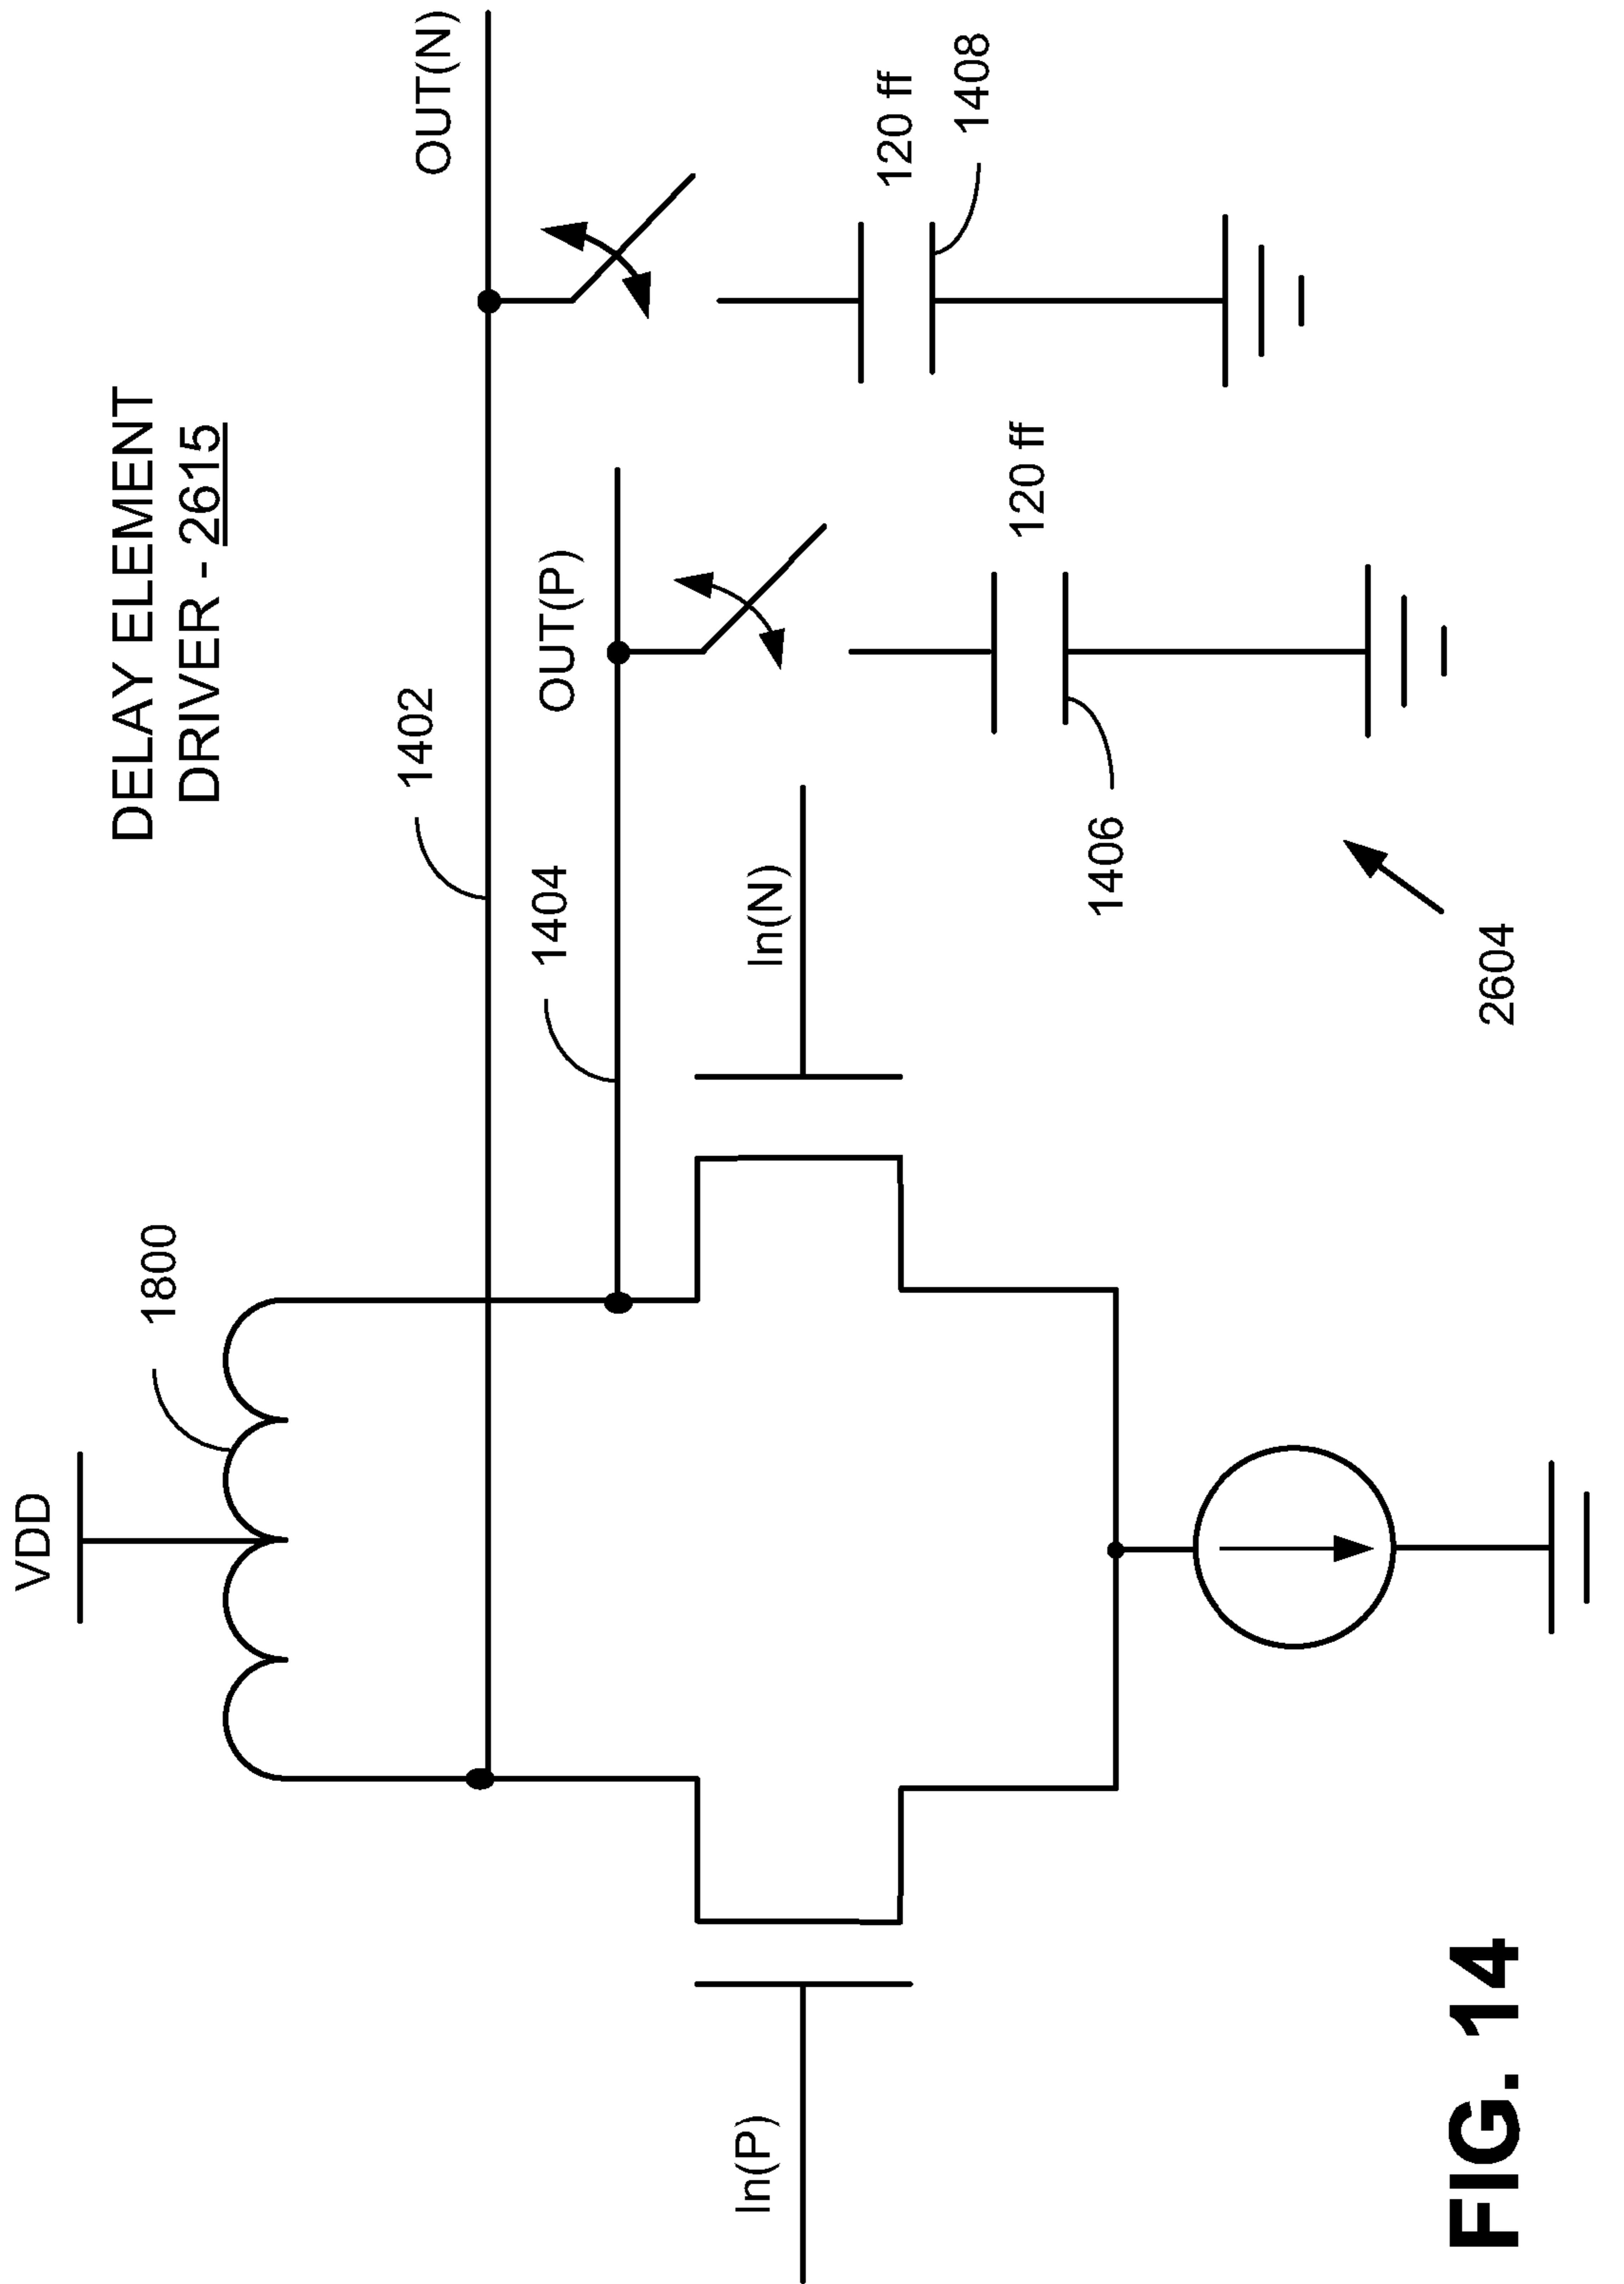 DELAY ELEMENT
DRIVER - 2615
VDD
1800
1402
OUT(N)
1404
OUT(P)
In(P)
In(N)
120 ff
1408
120 ff
1406
2604
FIG. 14